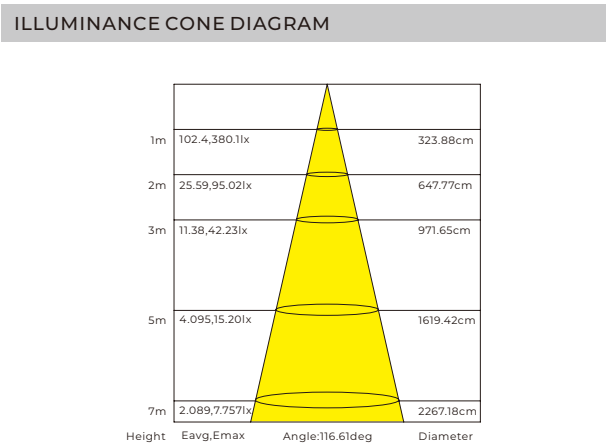 ILLUMINANCE CONE DIAGRAM
1m 102.4,380.1lx 323.88cm
2m 25.59,95.02lx 647.77cm
3m 11.38,42.23lx 971.65cm
5m 4.095,15.20lx 1619.42cm
7m 2.089,7.757lx 2267.18cm
Height Eavg,Emax Angle:116.61deg Diameter